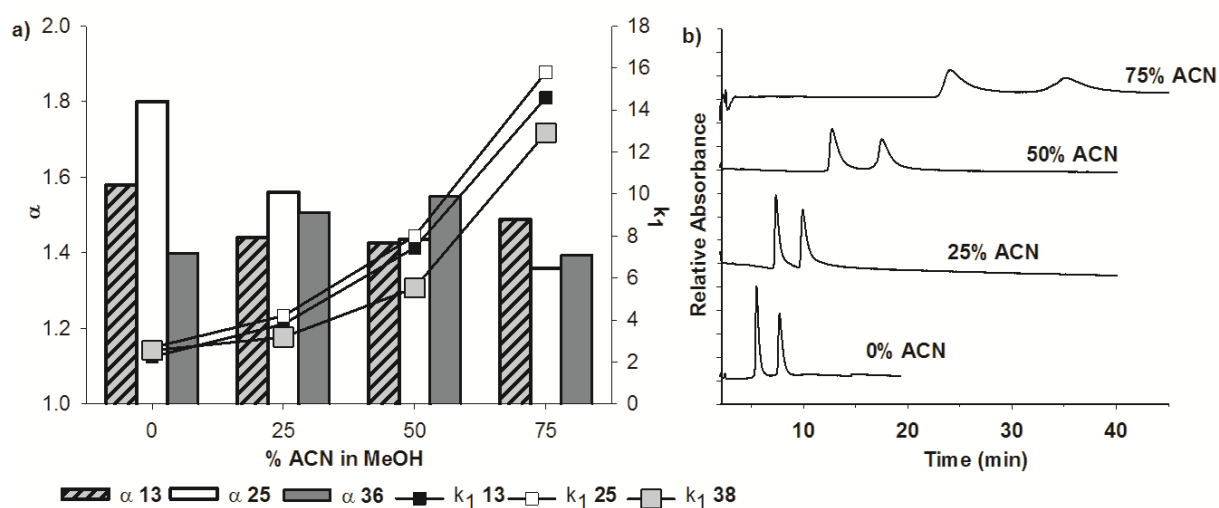 a)
2.0
1.8
1.6
1.4
1.2
1.0
α
18
16
14
12
10
8
6
4
2
0
k1
0
25
50
75
% ACN in MeOH
α 13
α 25
α 36
k1 13
k1 25
k1 38
b)
75% ACN
50% ACN
25% ACN
0% ACN
Relative Absorbance
10
20
30
40
Time (min)